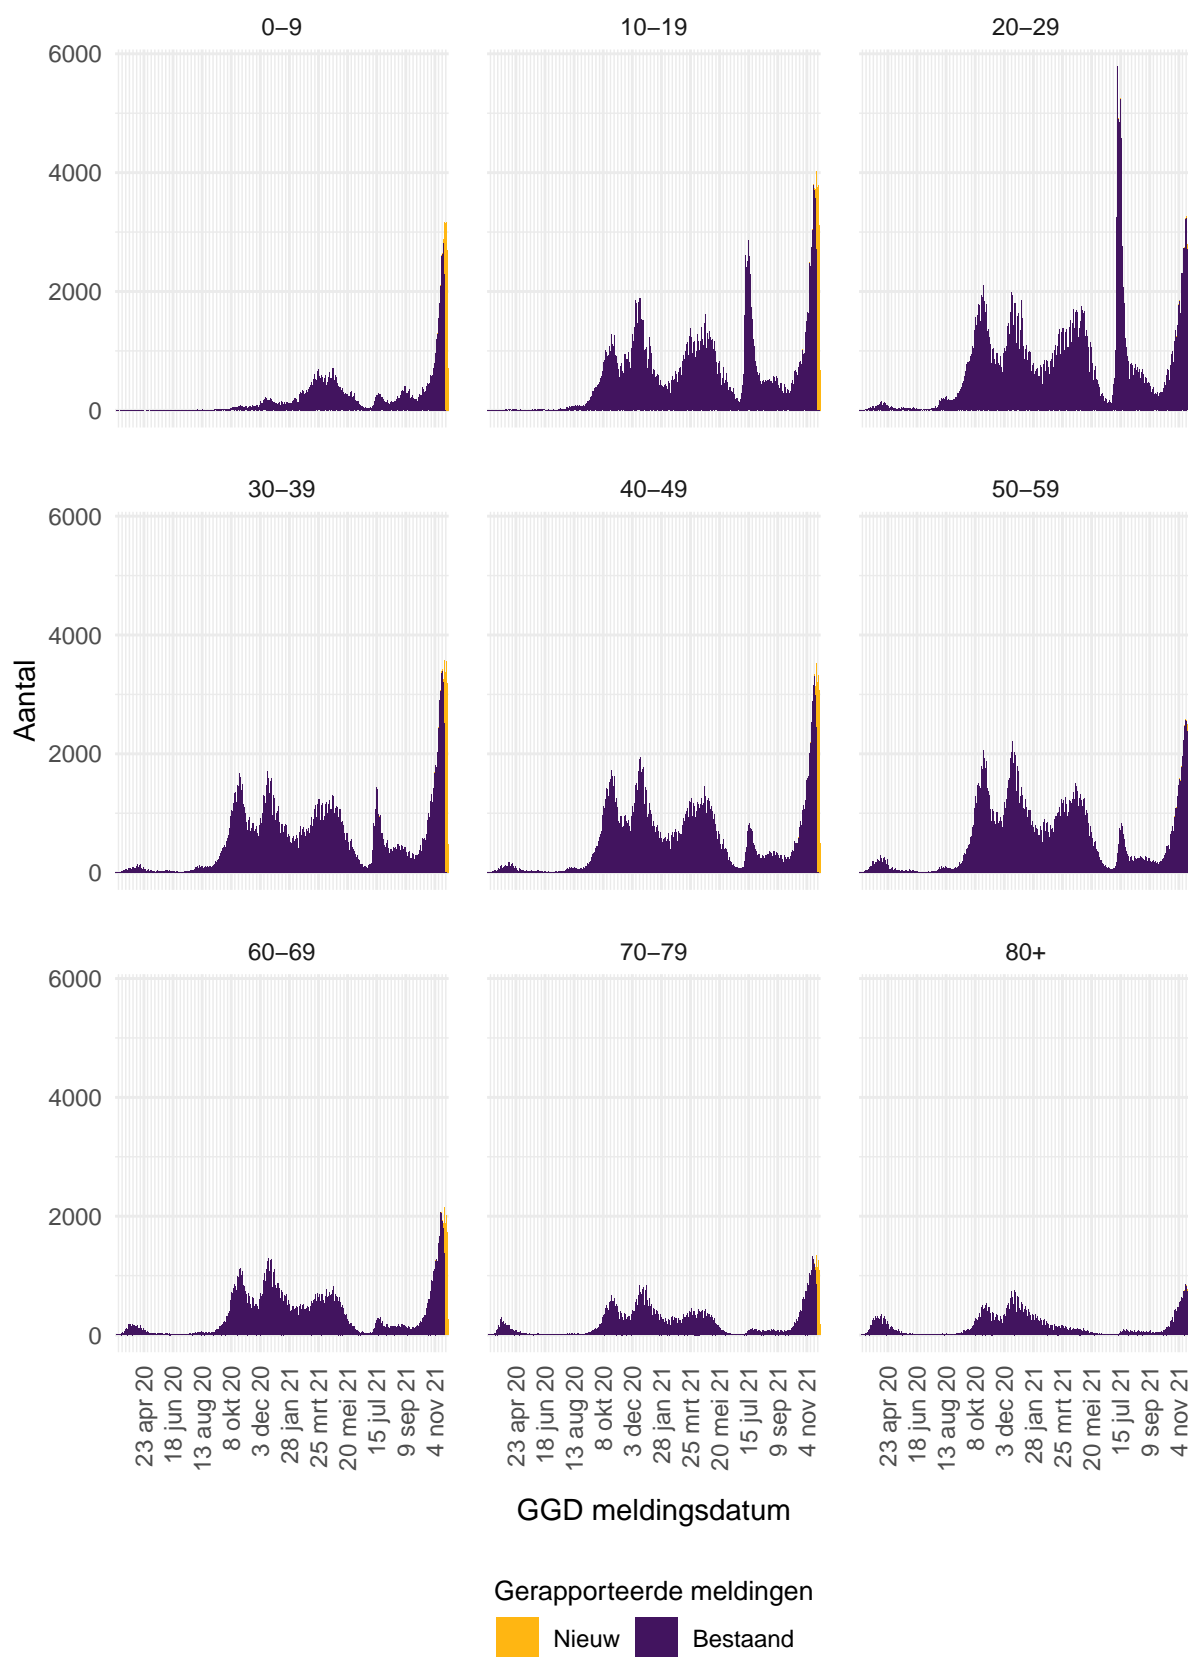 0−9 10−19 20−29
6000
4000
2000
0
30−39 40−49 50−59
6000
4000
2000
0
Aantal
60−69 70−79 80+
6000
4000
2000
0
23 apr 20 18 jun 20 13 aug 20 8 okt 20 3 dec 20 28 jan 21 25 mrt 21 20 mei 21 15 jul 21 9 sep 21 4 nov 21
23 apr 20 18 jun 20 13 aug 20 8 okt 20 3 dec 20 28 jan 21 25 mrt 21 20 mei 21 15 jul 21 9 sep 21 4 nov 21
23 apr 20 18 jun 20 13 aug 20 8 okt 20 3 dec 20 28 jan 21 25 mrt 21 20 mei 21 15 jul 21 9 sep 21 4 nov 21
GGD meldingsdatum
Gerapporteerde meldingen
Nieuw Bestaand